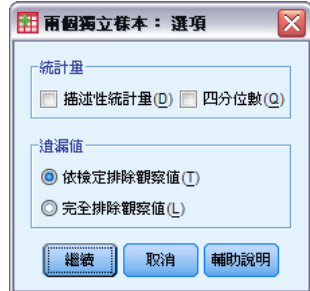 兩個獨立樣本：選項
統計量
描述性統計量(D) 四分位數(Q)
遺漏值
依檢定排除觀察值(T)
完全排除觀察值(L)
繼續 取消 輔助說明